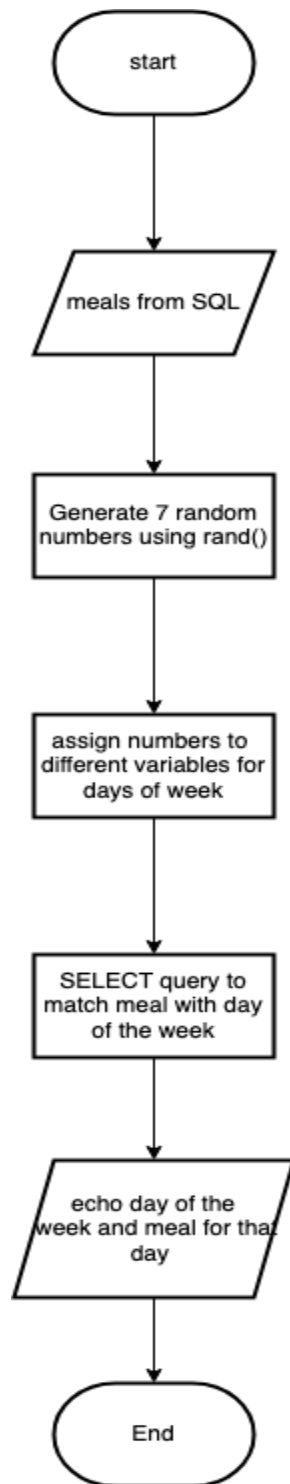 start
meals from SQL
Generate 7 random
numbers using rand()
assign numbers to
different variables for
days of week
SELECT query to
match meal with day
of the week
echo day of the
week and meal for that
day
End